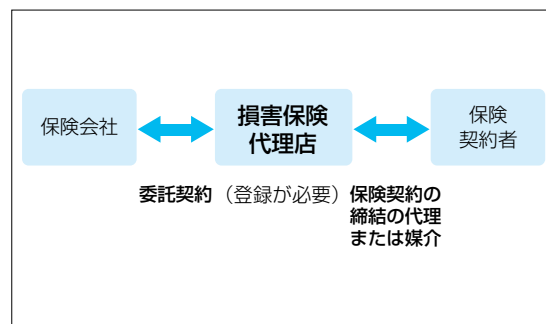 保険会社
損害保険
代理店
保険
契約者
委託契約
（登録が必要）
保険契約の
締結の代理
または媒介